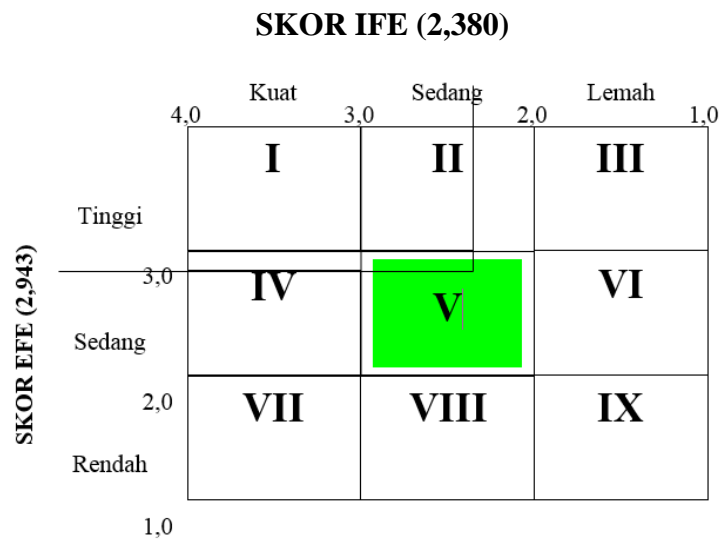 SKOR IFE (2,380)
Kuat Sedang Lemah
4,0 3,0 2,0 1,0
I II III
Tinggi
SKOR EFE (2,943)
3,0
IV V VI
Sedang
2,0
VII VIII IX
Rendah
1,0